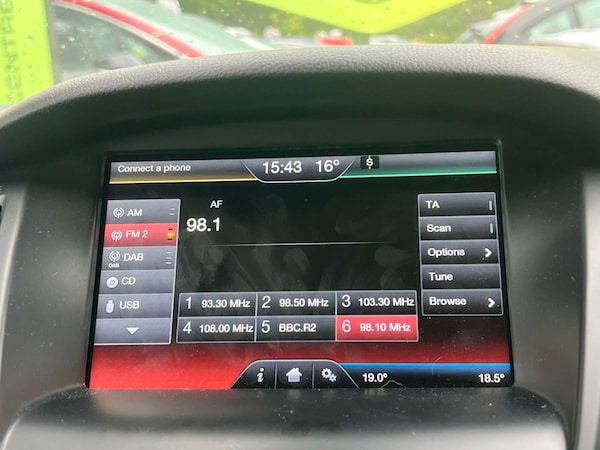 CENTRE
Connect a phone 15:43 16° $
AM AF TA
FM 2 98.1 Scan
DAB Options
DAB
CD Tune
USB Browse
1 93.30 MHz 2 98.50 MHz 3 103.30 MHz
4 108.00 MHz 5 BBC.R2 6 98.10 MHz
i 19.0° 18.5°